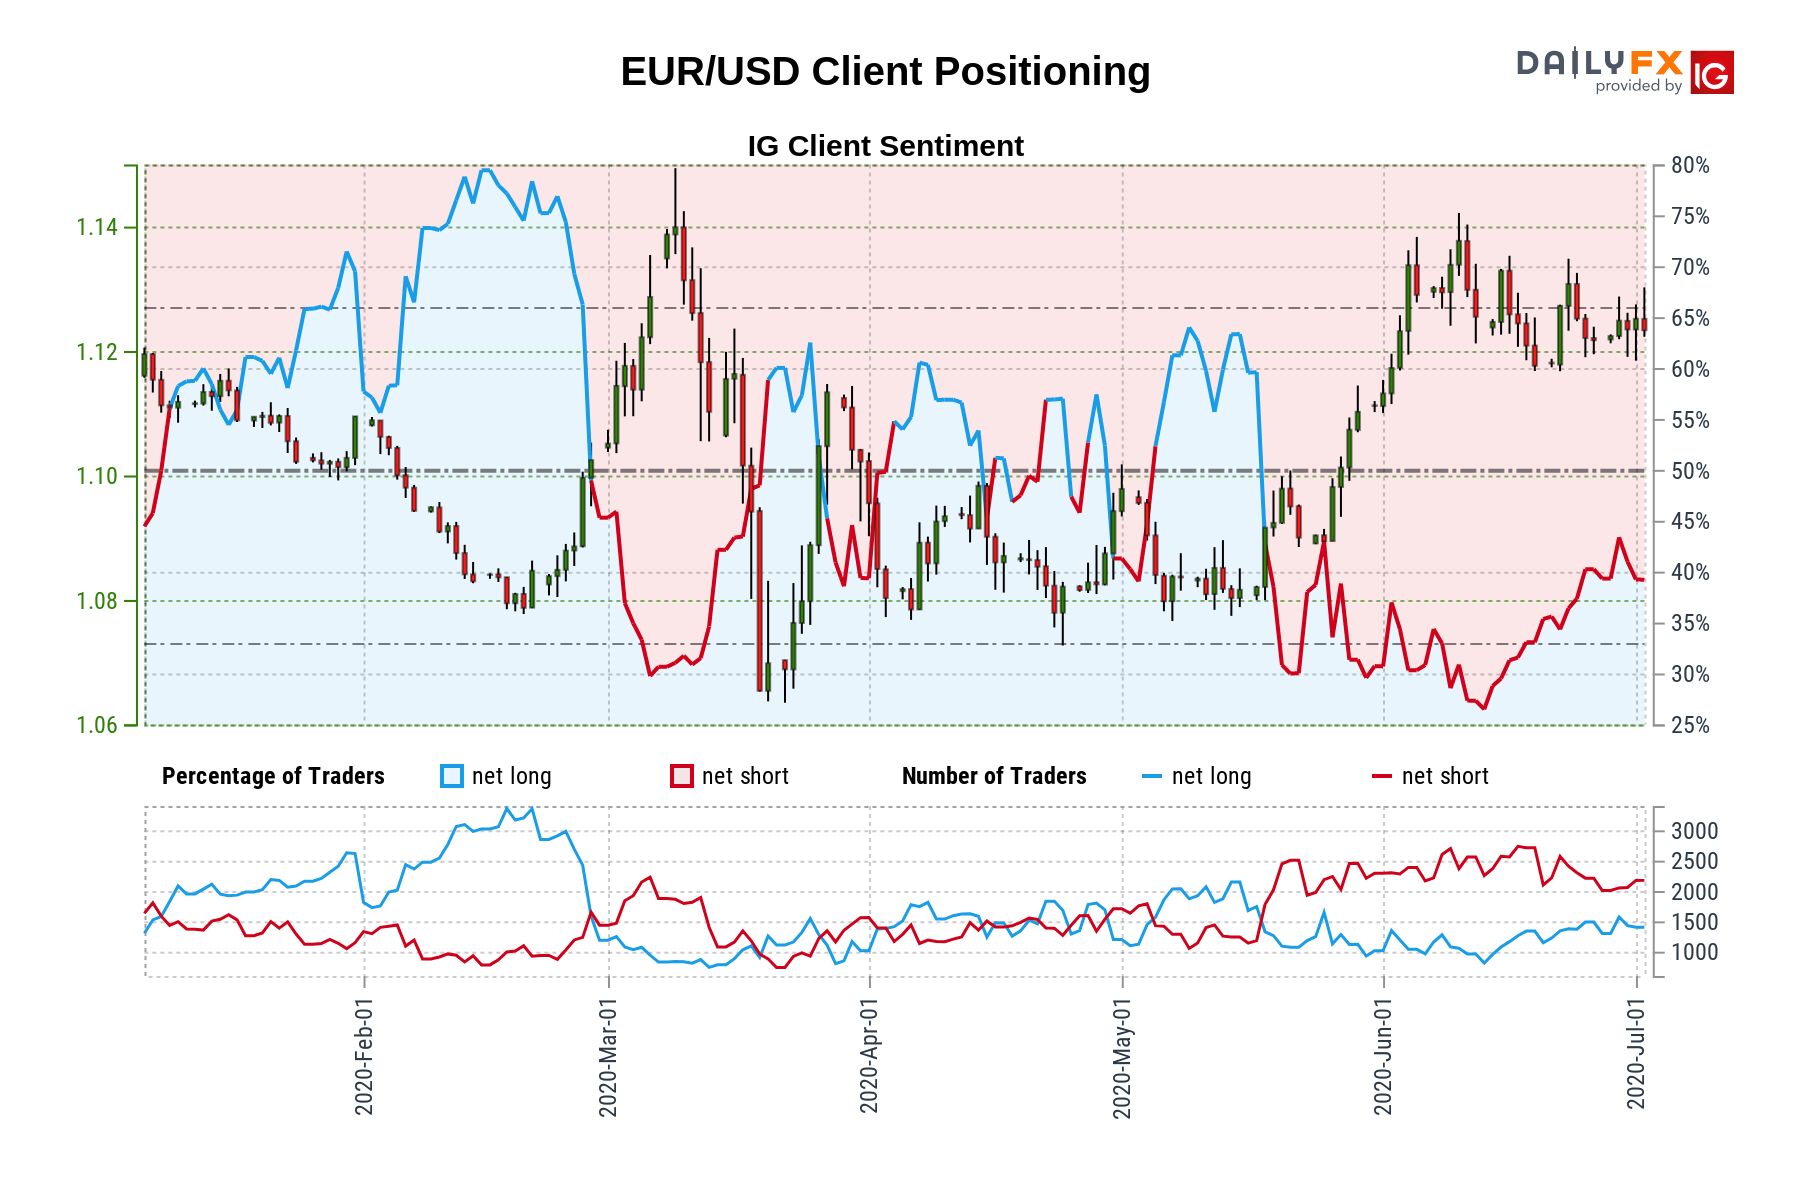 EUR/USD Client Positioning
DAILYFX
provided by
IG
IG Client Sentiment
1.14
1.12
1.10
1.08
1.06
80%
75%
70%
65%
60%
55%
50%
45%
40%
35%
30%
25%
Percentage of Traders net long net short Number of Traders net long net short
3000
2500
2000
1500
1000
2020-Feb-01
2020-Mar-01
2020-Apr-01
2020-May-01
2020-Jun-01
2020-Jul-01